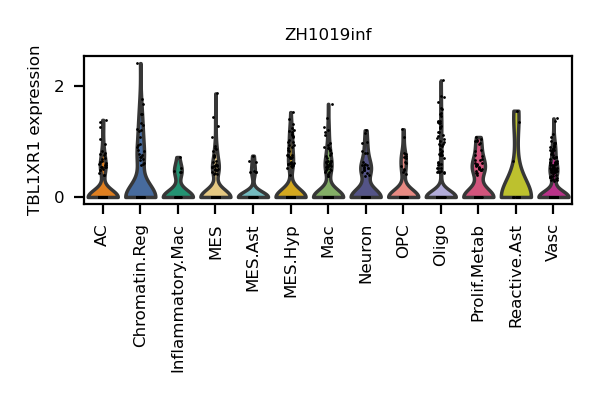 ZH1019inf
TBL1XR1 expression
2
0
AC
Chromatin.Reg
Inflammatory.Mac
MES
MES.Ast
MES.Hyp
Mac
Neuron
OPC
Oligo
Prolif.Metab
Reactive.Ast
Vasc